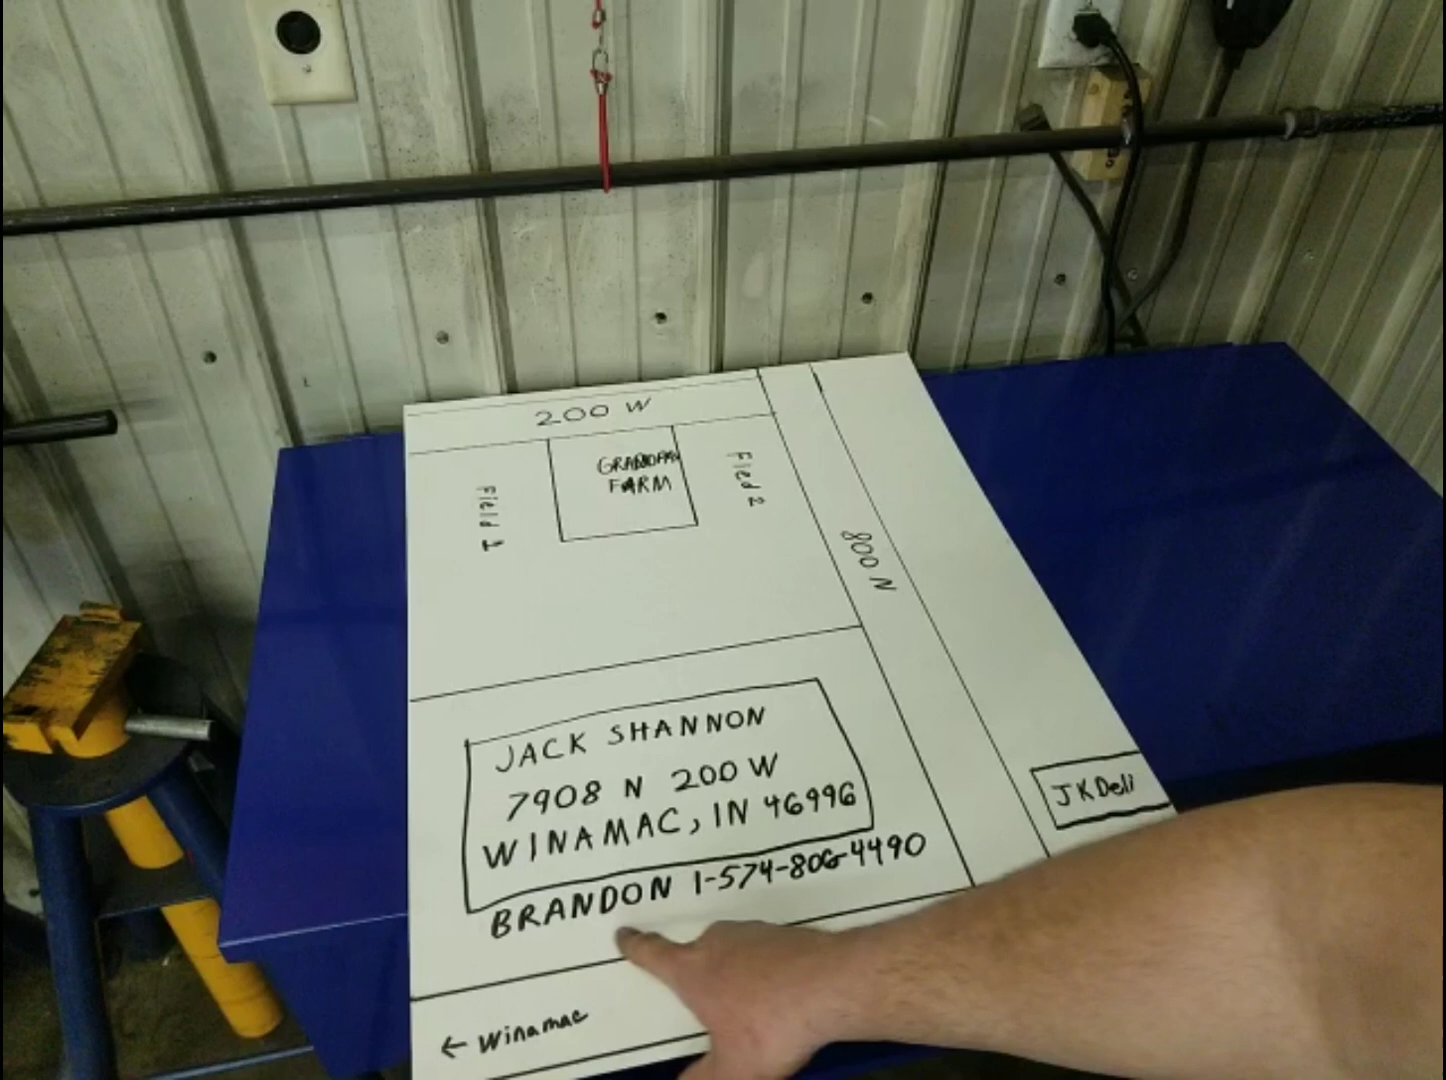 200 W
GRANDPA
FARM
Field 1
Field 2
800 N
JACK SHANNON
7908 N 200 W
WINAMAC, IN 46996
JK Deli
BRANDON 1-574-806-4490
← Winamac